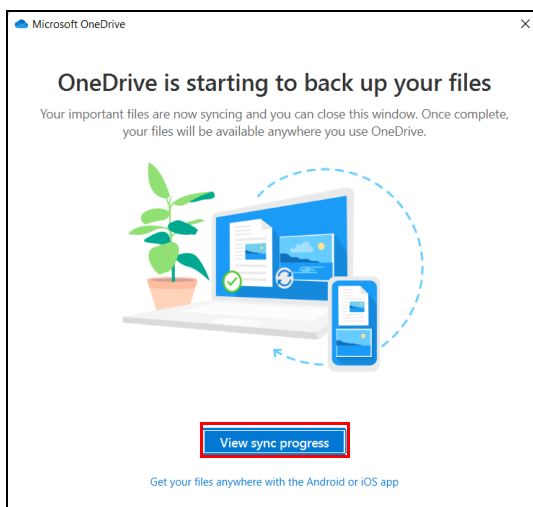 Microsoft OneDrive
OneDrive is starting to back up your files
Your important files are now syncing and you can close this window. Once complete,
your files will be available anywhere you use OneDrive.
View sync progress
Get your files anywhere with the Android or iOS app